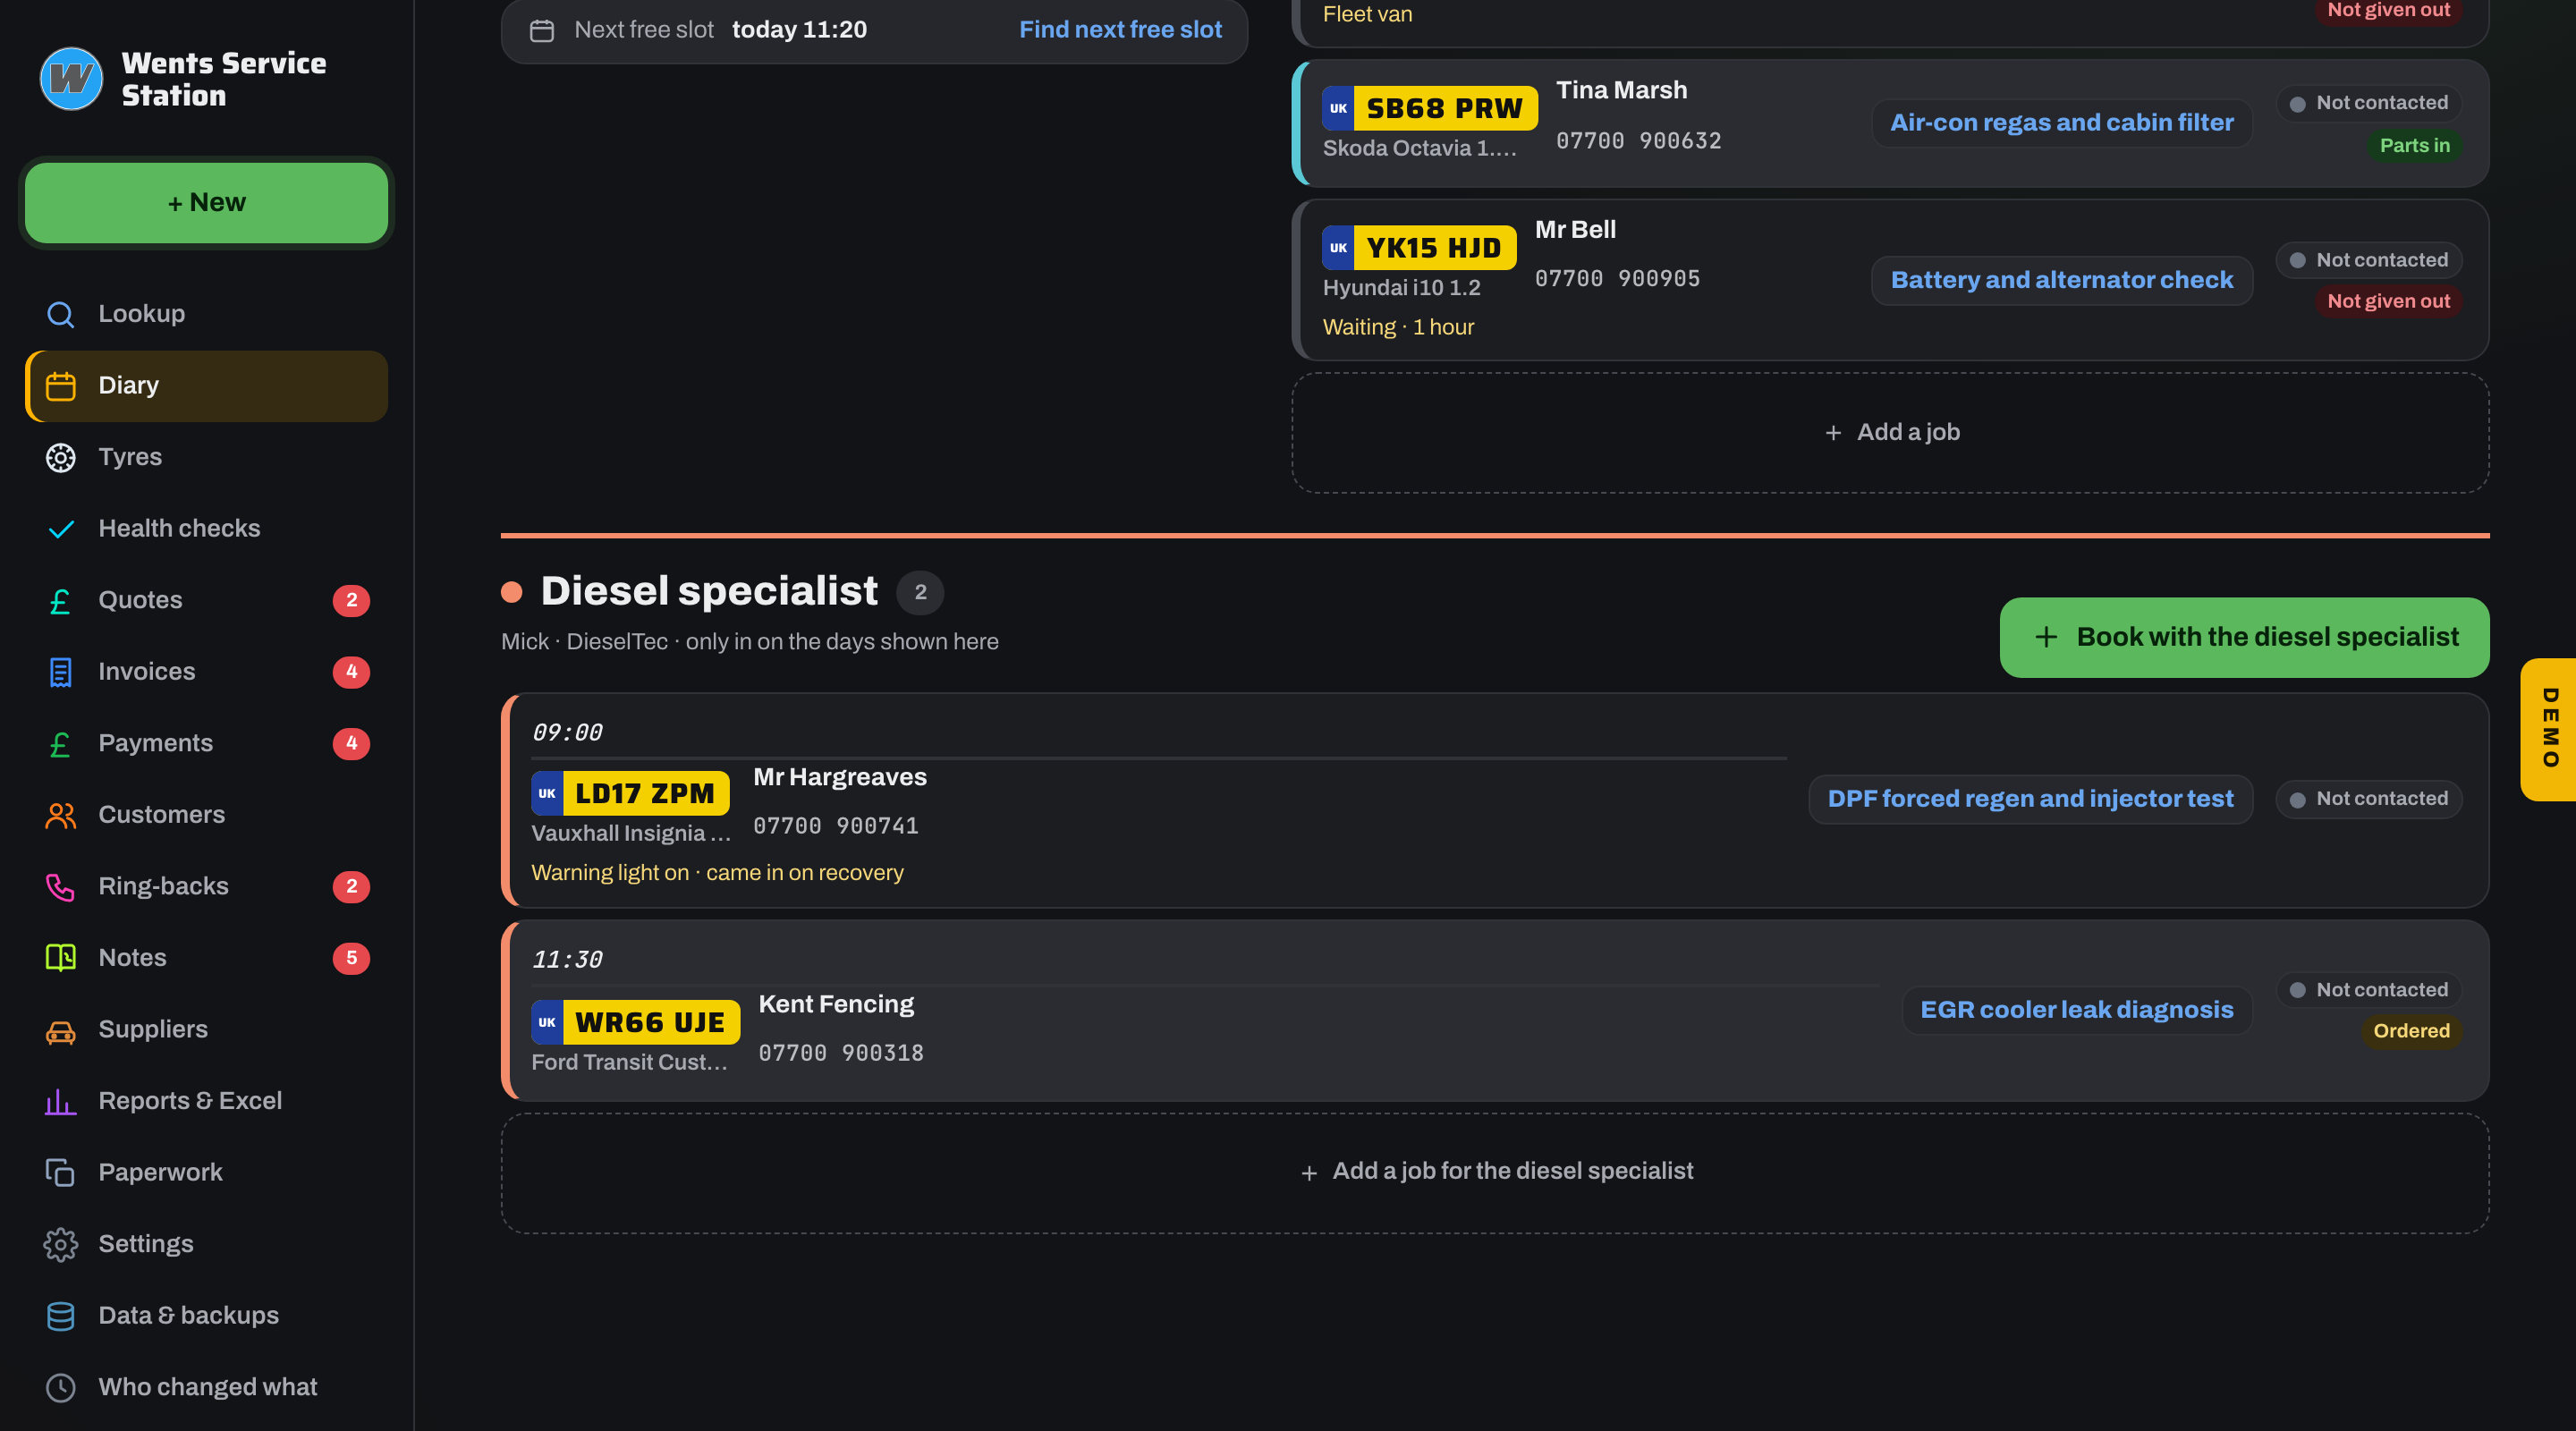 Wents Service
Station
+ New
Lookup
Diary
Tyres
Health checks
Quotes 2
Invoices 4
Payments 4
Customers
Ring-backs 2
Notes 5
Suppliers
Reports & Excel
Paperwork
Settings
Data & backups
Who changed what
Next free slot today 11:20 Find next free slot
Fleet van
Not given out
UK SB68 PRW
Skoda Octavia 1....
Tina Marsh
07700 900632
Air-con regas and cabin filter
Not contacted
Parts in
UK YK15 HJD
Hyundai i10 1.2
Mr Bell
07700 900905
Waiting · 1 hour
Battery and alternator check
Not contacted
Not given out
+ Add a job
Diesel specialist 2
Mick · DieselTec · only in on the days shown here
+ Book with the diesel specialist
09:00
UK LD17 ZPM
Vauxhall Insignia ...
Mr Hargreaves
07700 900741
Warning light on · came in on recovery
DPF forced regen and injector test
Not contacted
11:30
UK WR66 UJE
Ford Transit Cust...
Kent Fencing
07700 900318
EGR cooler leak diagnosis
Not contacted
Ordered
+ Add a job for the diesel specialist
DEMO